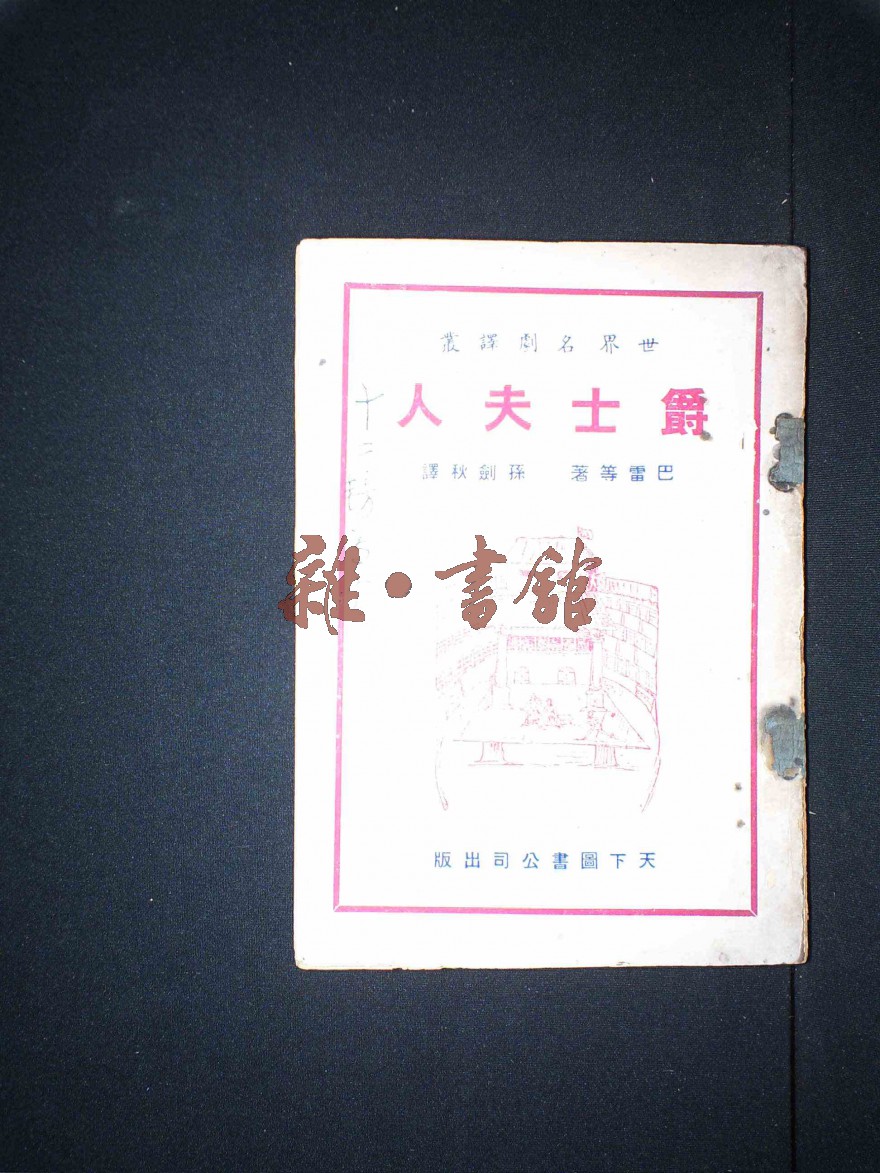 世界名劇譯叢
爵士夫人
巴雷等著 孫劍秋譯
雜·書舘
天下圖書公司出版